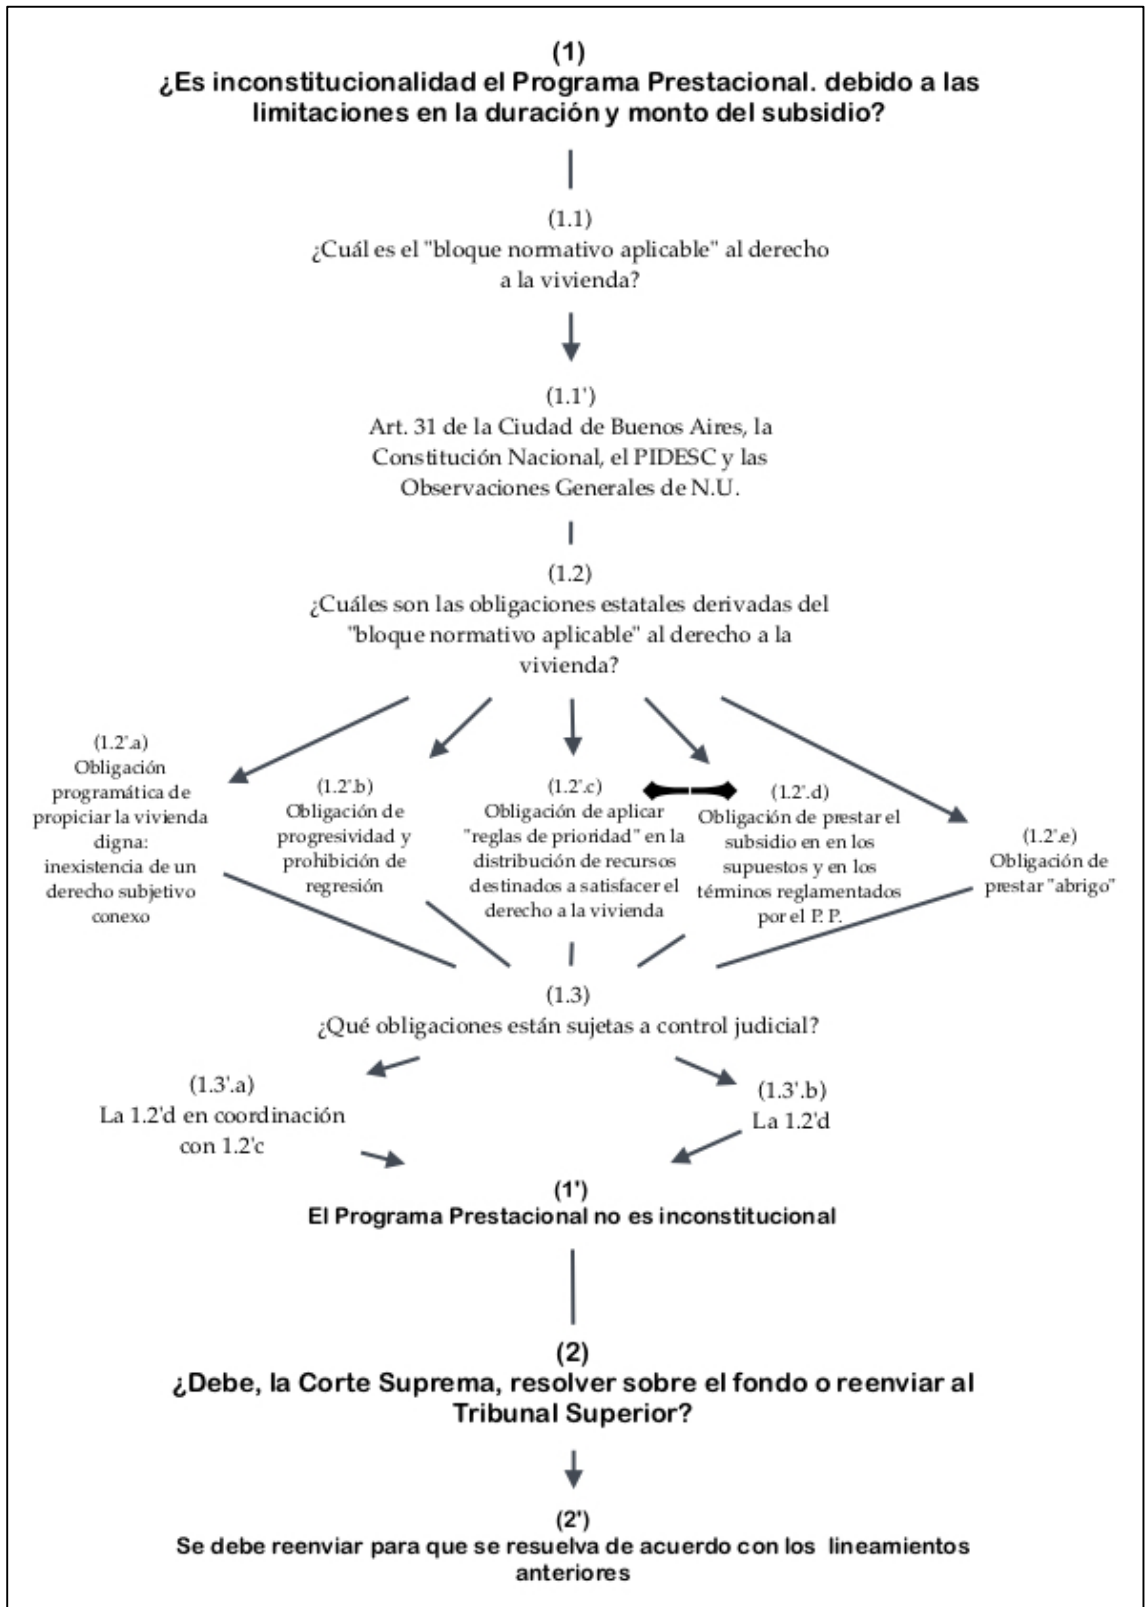 (1)
¿Es inconstitucionalidad el Programa Prestacional. debido a las
limitaciones en la duración y monto del subsidio?
(1.1)
¿Cuál es el "bloque normativo aplicable" al derecho
a la vivienda?
(1.1')
Art. 31 de la Ciudad de Buenos Aires, la
Constitución Nacional, el PIDESC y las
Observaciones Generales de N.U.
(1.2)
¿Cuáles son las obligaciones estatales derivadas del
"bloque normativo aplicable" al derecho a la
vivienda?
(1.2'.a)
Obligación
programática de
propiciar la vivienda
digna:
inexistencia de un
derecho subjetivo
conexo
(1.2'.b)
Obligación de
progresividad y
prohibición de
regresión
(1.2'.c)
Obligación de aplicar
"reglas de prioridad" en la
distribución de recursos
destinados a satisfacer el
derecho a la vivienda
(1.2'.d)
Obligación de prestar el
subsidio en en los
supuestos y en los
términos reglamentados
por el P. P.
(1.2'.e)
Obligación de
prestar "abrigo"
(1.3)
¿Qué obligaciones están sujetas a control judicial?
(1.3'.a)
La 1.2'd en coordinación
con 1.2'c
(1.3'.b)
La 1.2'd
(1')
El Programa Prestacional no es inconstitucional
(2)
¿Debe, la Corte Suprema, resolver sobre el fondo o reenviar al
Tribunal Superior?
(2')
Se debe reenviar para que se resuelva de acuerdo con los lineamientos
anteriores